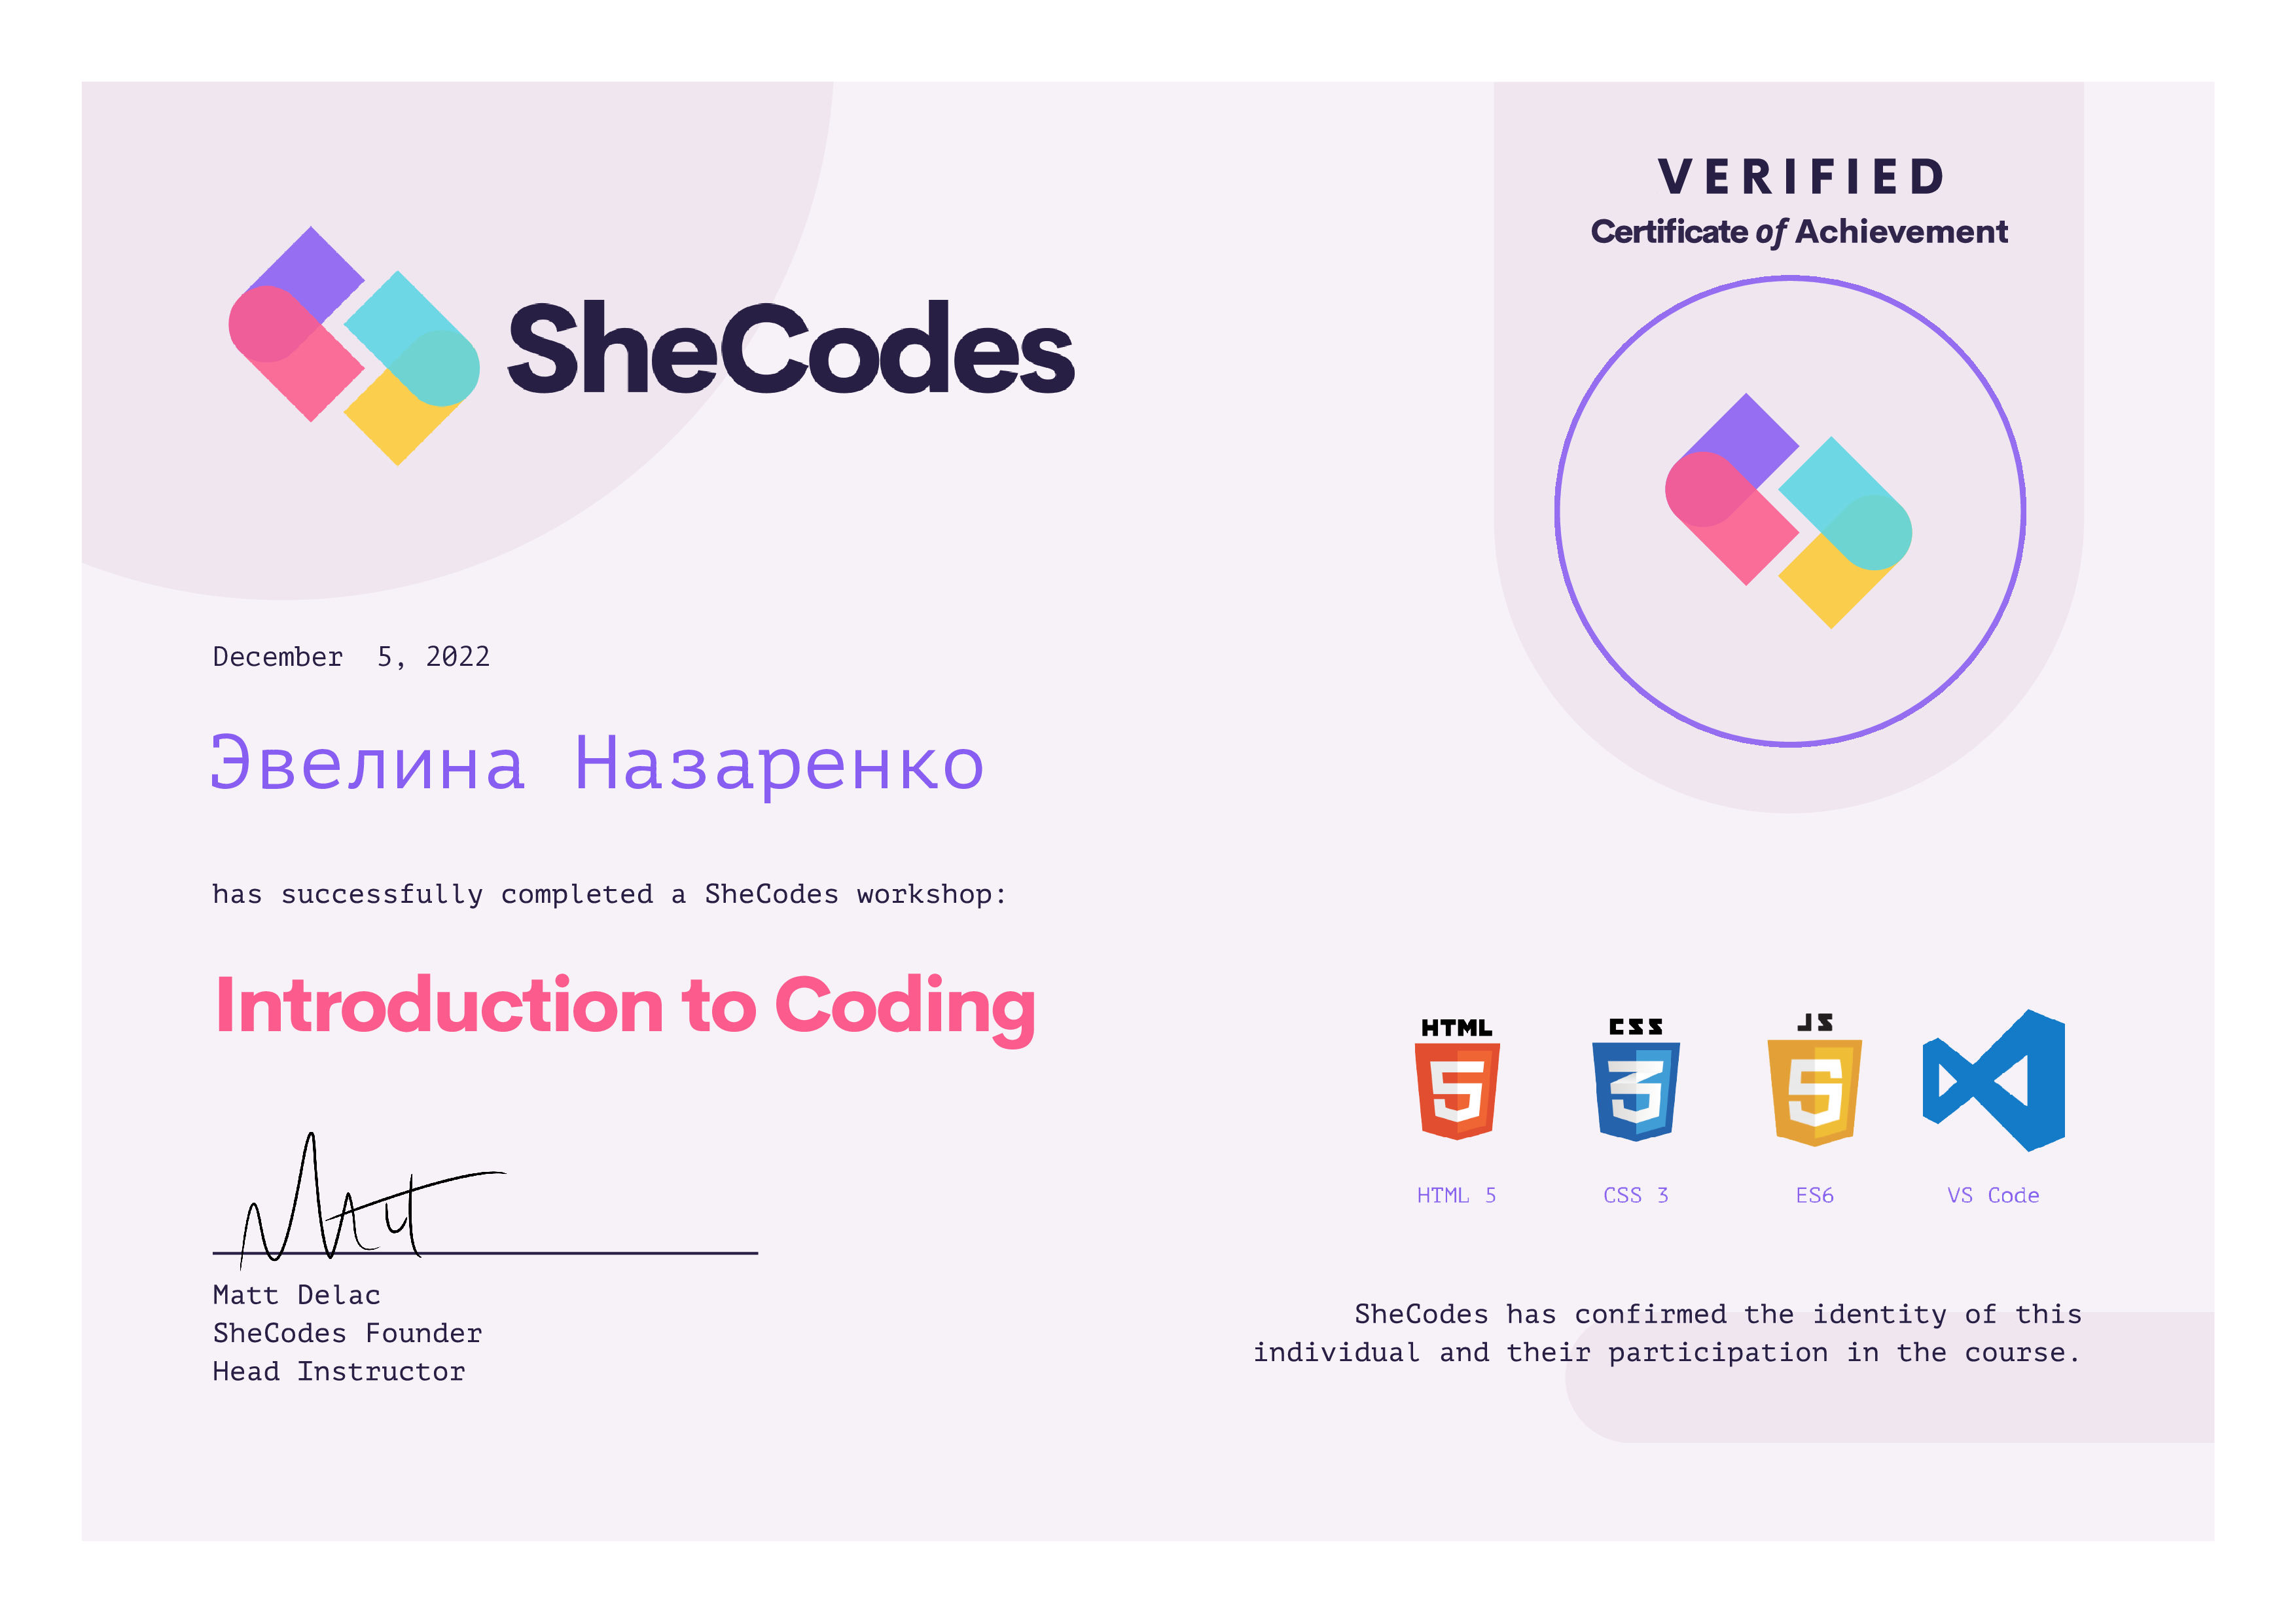 SheCodes
VERIFIED
Certificate of Achievement
December 5, 2022
Эвелина Назаренко
has successfully completed a SheCodes workshop:
Introduction to Coding
HTML
CSS
JS
5
3
5
HTML 5
CSS 3
ES6
VS Code
Matt
Matt Delac
SheCodes Founder
Head Instructor
SheCodes has confirmed the identity of this
individual and their participation in the course.